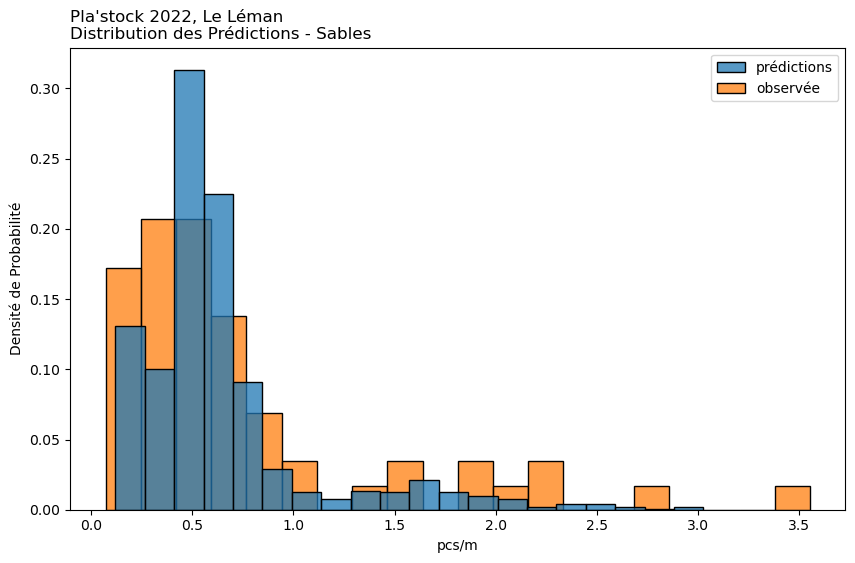 Pla'stock 2022, Le Léman
Distribution des Prédictions - Sables
prédictions
observée
Densité de Probabilité
0.30
0.25
0.20
0.15
0.10
0.05
0.00
0.0 0.5 1.0 1.5 2.0 2.5 3.0 3.5
pcs/m